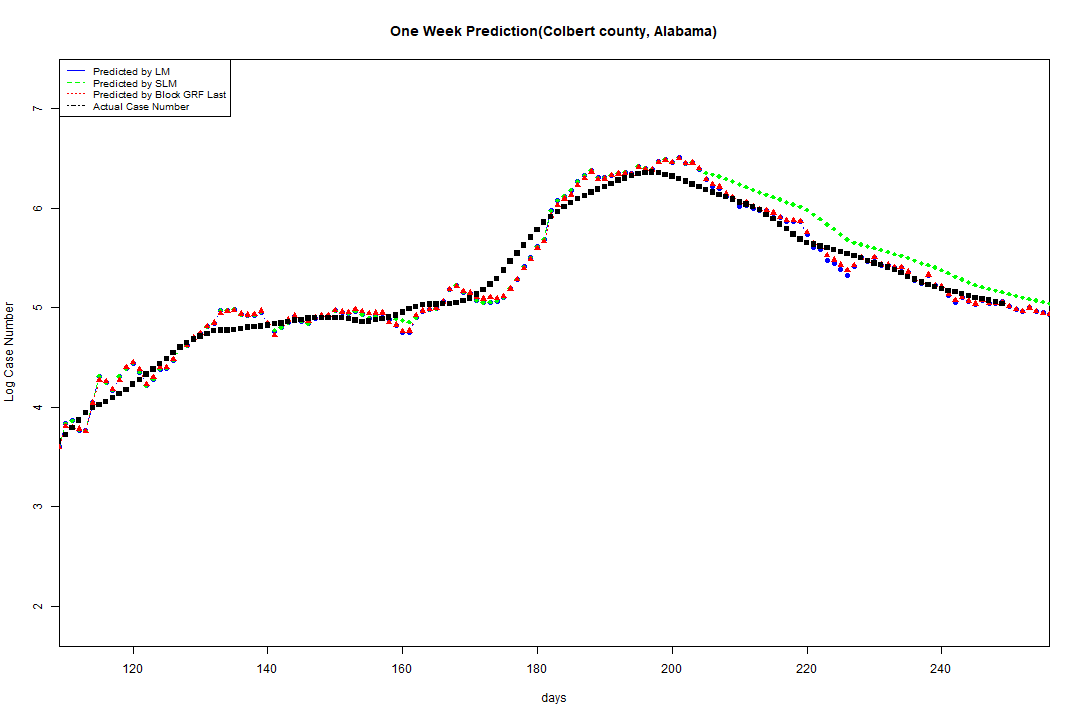 One Week Prediction(Colbert county, Alabama)
Predicted by LM
Predicted by SLM
Predicted by Block GRF Last
Actual Case Number
7
6
5
4
3
2
Log Case Number
120 140 160 180 200 220 240
days